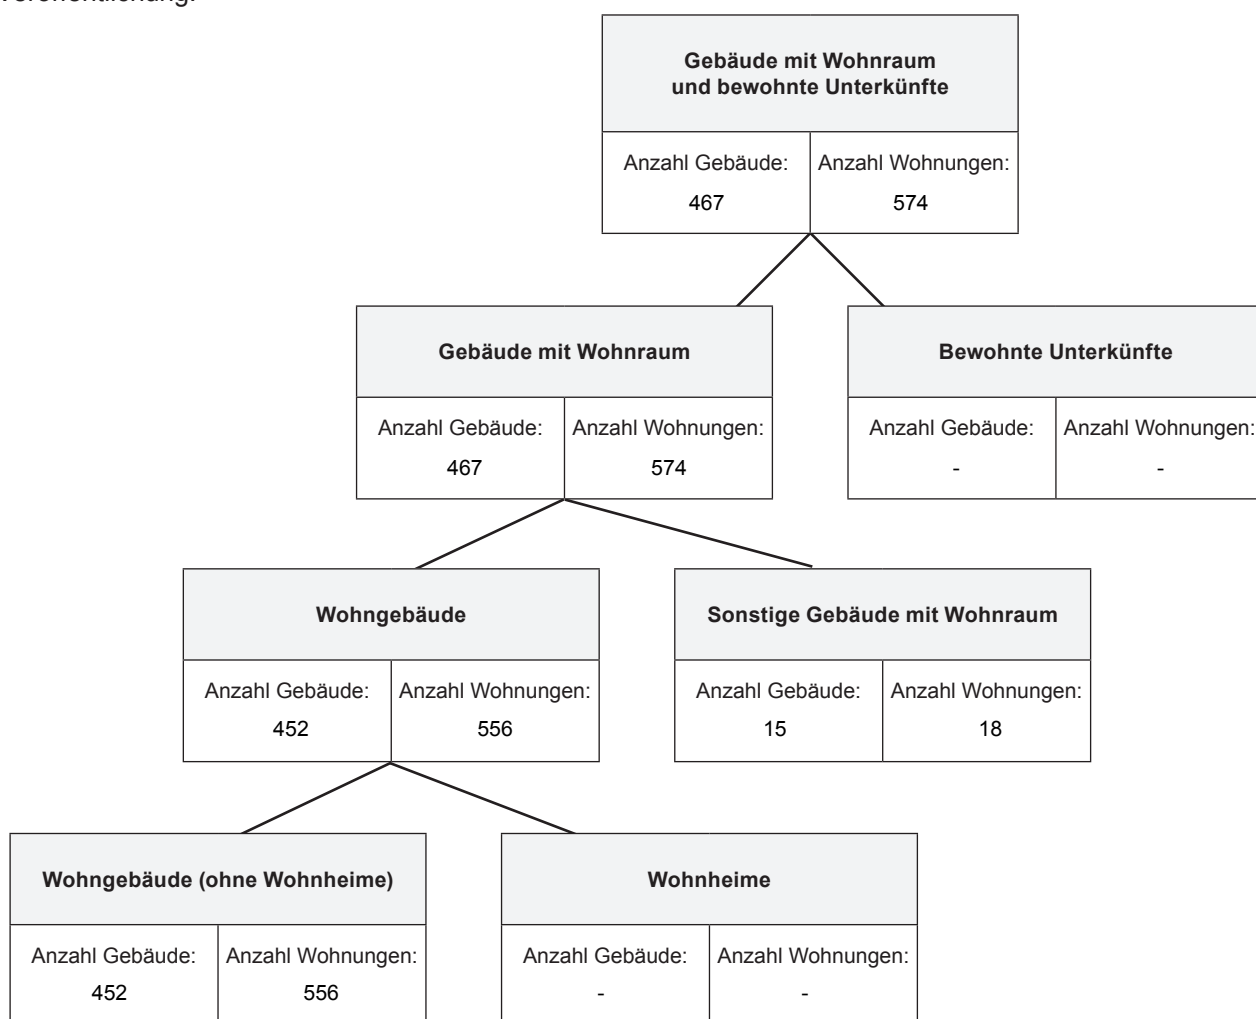 Veröffentlichung.
Gebäude mit Wohnraum
und bewohnte Unterkünfte
Anzahl Gebäude: Anzahl Wohnungen:
467 574
Gebäude mit Wohnraum Bewohnte Unterkünfte
Anzahl Gebäude: Anzahl Wohnungen: Anzahl Gebäude: Anzahl Wohnungen:
467 574 - -
Wohngebäude Sonstige Gebäude mit Wohnraum
Anzahl Gebäude: Anzahl Wohnungen: Anzahl Gebäude: Anzahl Wohnungen:
452 556 15 18
Wohngebäude (ohne Wohnheime) Wohnheime
Anzahl Gebäude: Anzahl Wohnungen: Anzahl Gebäude: Anzahl Wohnungen:
452 556 - -